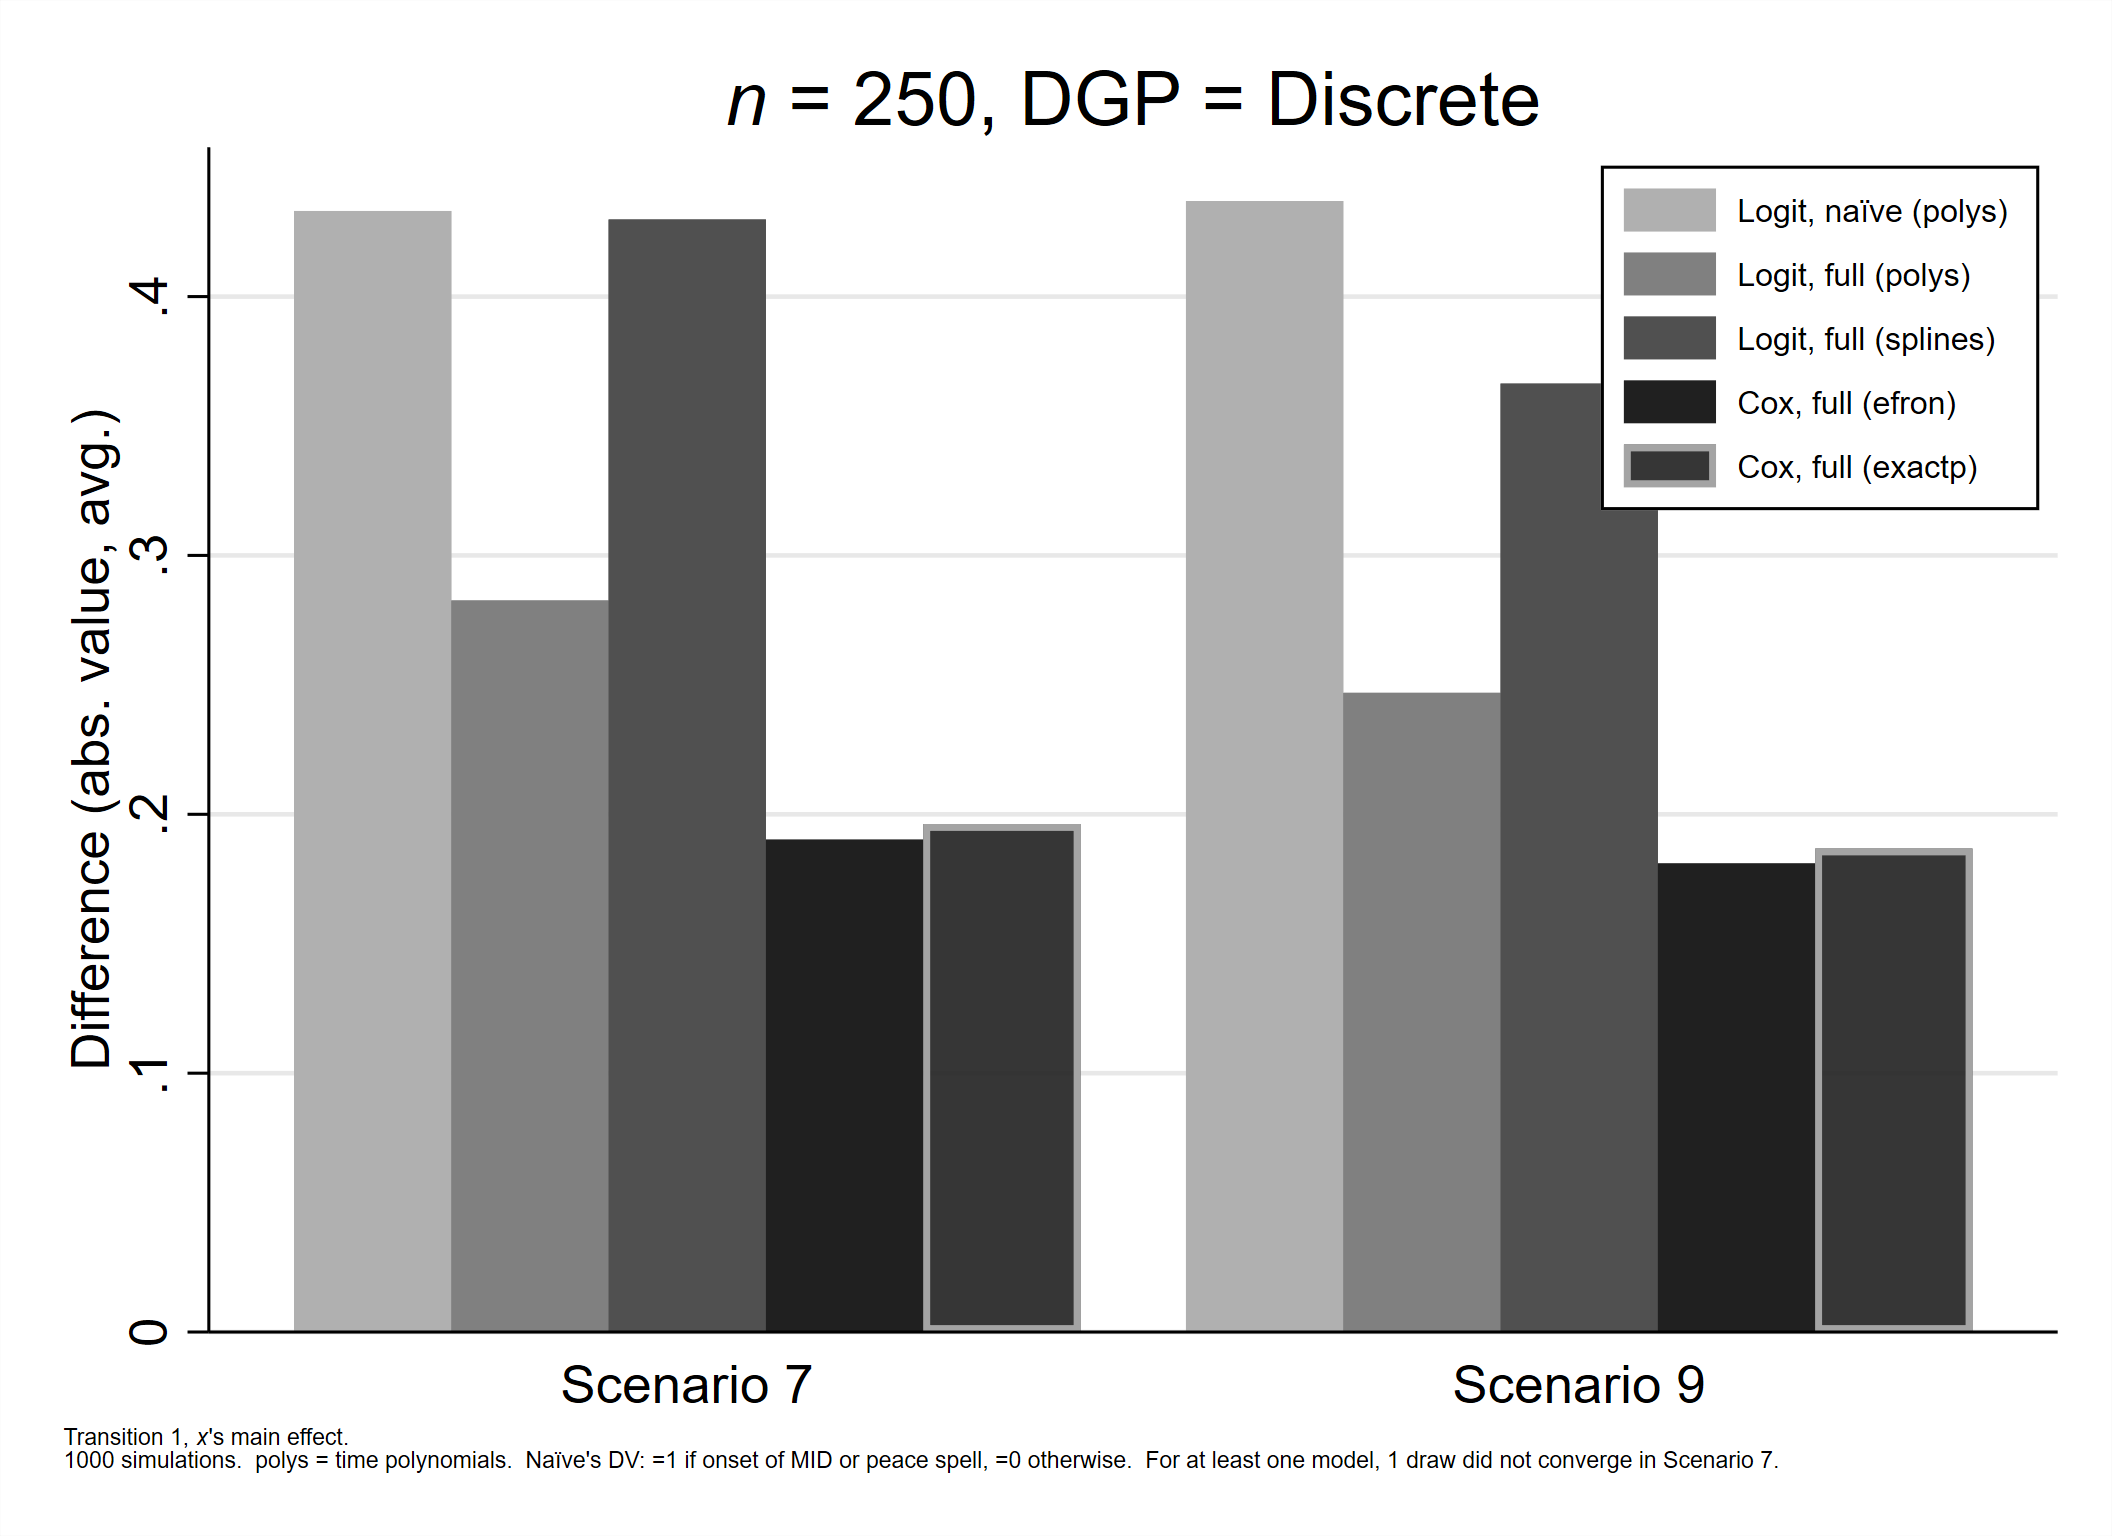 n = 250, DGP = Discrete
Logit, naïve (polys)
Logit, full (polys)
Logit, full (splines)
Cox, full (efron)
Cox, full (exactp)
Difference (abs. value, avg.)
.4
.3
.2
.1
0
Scenario 7
Scenario 9
Transition 1, x's main effect.
1000 simulations.  polys = time polynomials.  Naïve's DV: =1 if onset of MID or peace spell, =0 otherwise.  For at least one model, 1 draw did not converge in Scenario 7.